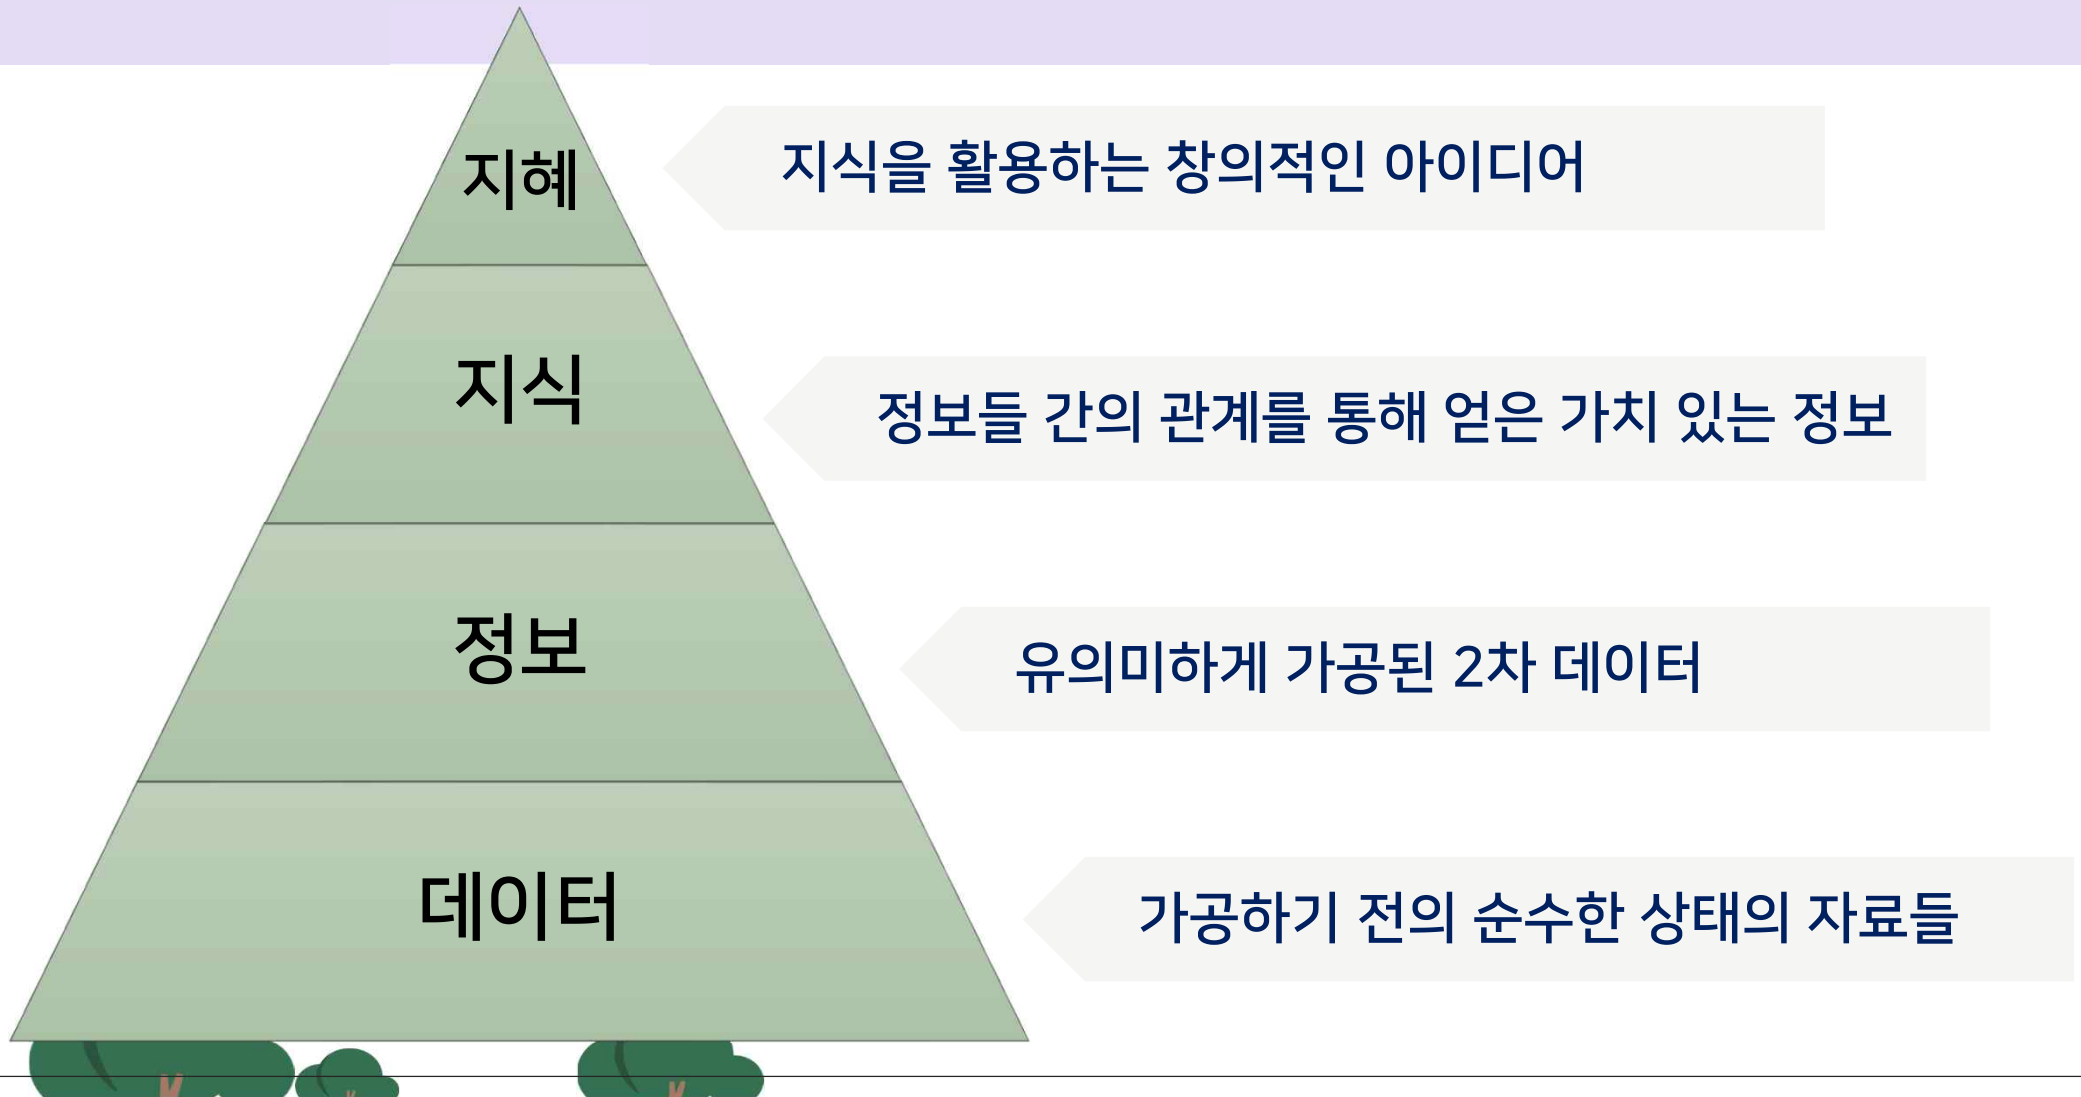 지혜
지식을 활용하는 창의적인 아이디어
지식
정보들 간의 관계를 통해 얻은 가치 있는 정보
정보
유의미하게 가공된 2차 데이터
데이터
가공하기 전의 순수한 상태의 자료들